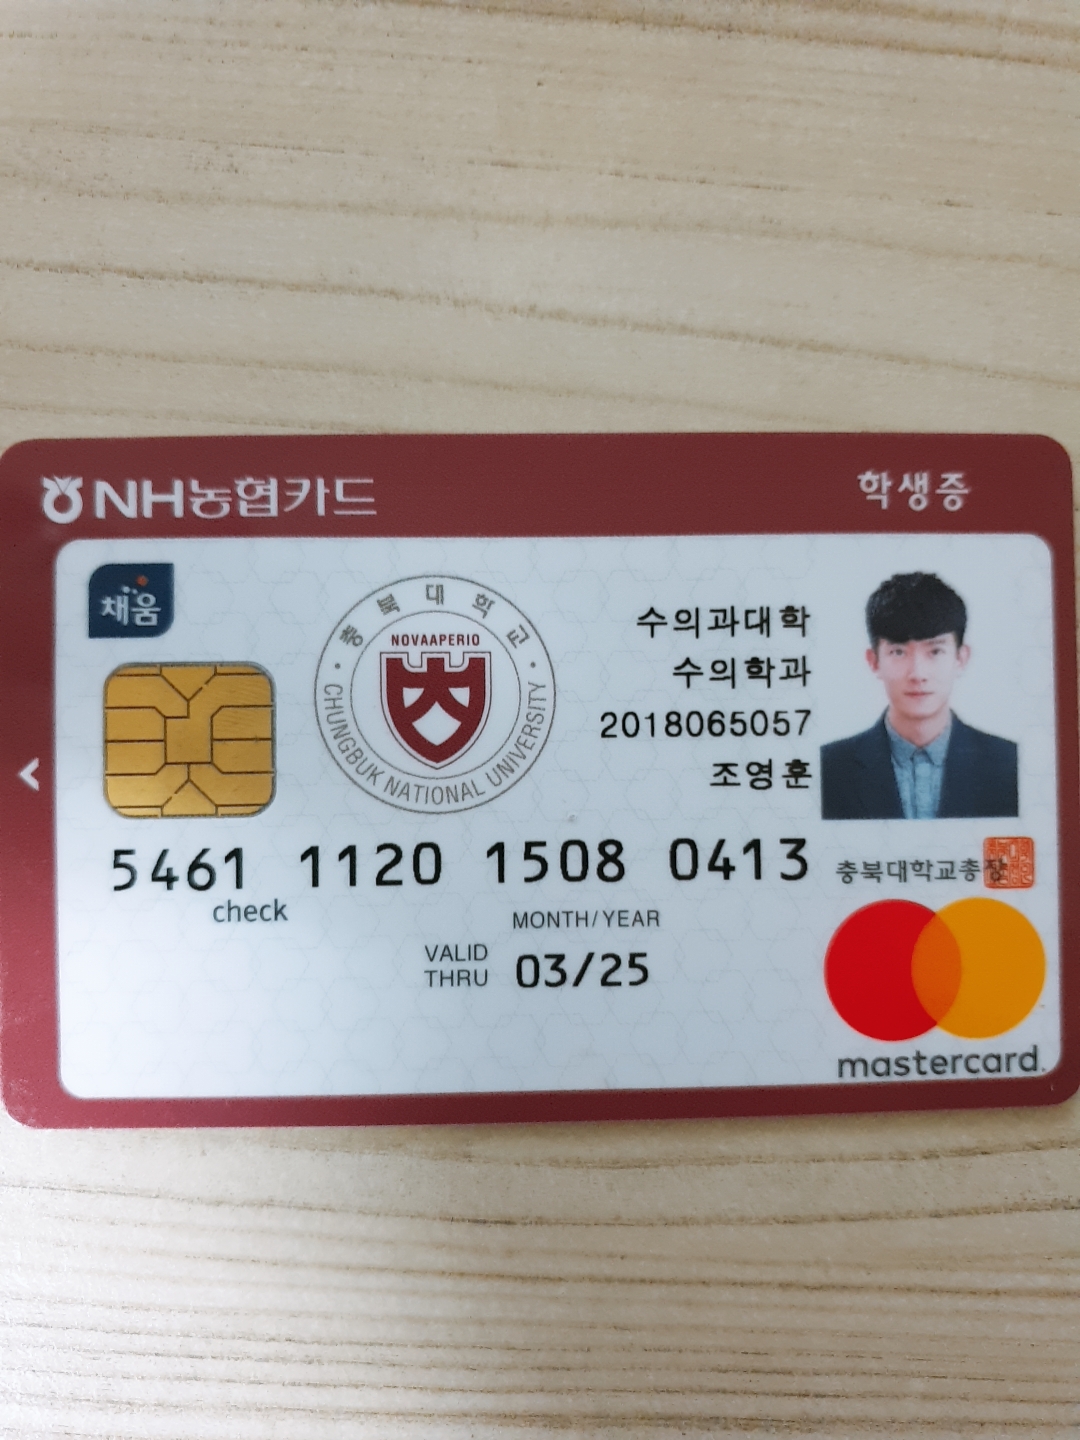 NH농협카드
학생증
채움
충북대학교
NOVAAPERIO
CHUNGBUK NATIONAL UNIVERSITY
수의과대학
수의학과
2018065057
조영훈
5461 1120 1508 0413
충북대학교총장
check
MONTH/YEAR
VALID THRU 03/25
mastercard.